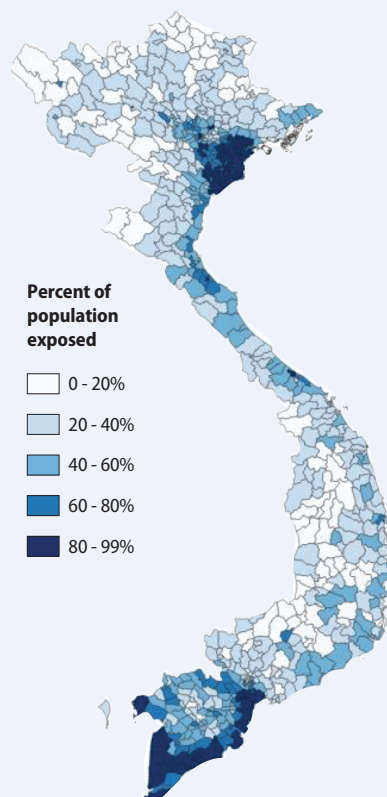 Percent of
population
exposed
0 - 20%
20 - 40%
40 - 60%
60 - 80%
80 - 99%